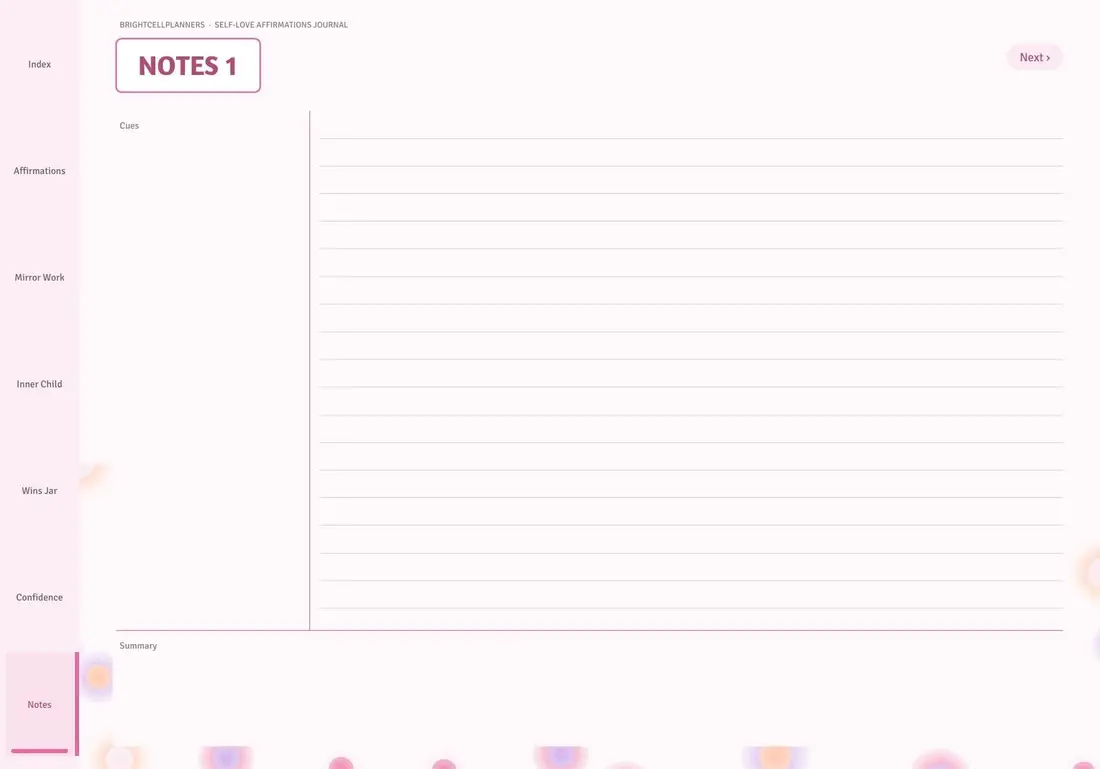 BRIGHTCELLPLANNERS · SELF-LOVE AFFIRMATIONS JOURNAL
NOTES 1
Next ›
Index
Affirmations
Mirror Work
Inner Child
Wins Jar
Confidence
Notes
Cues
Summary